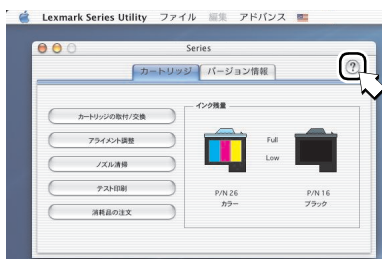 Lexmark Series Utility ファイル 編集 アドバンス
Series
カートリッジ バージョン情報
?
カートリッジの取付/交換
アライメント調整
ノズル清掃
テスト印刷
消耗品の注文
インク残量
Full
Low
P/N 26
カラー
P/N 16
ブラック